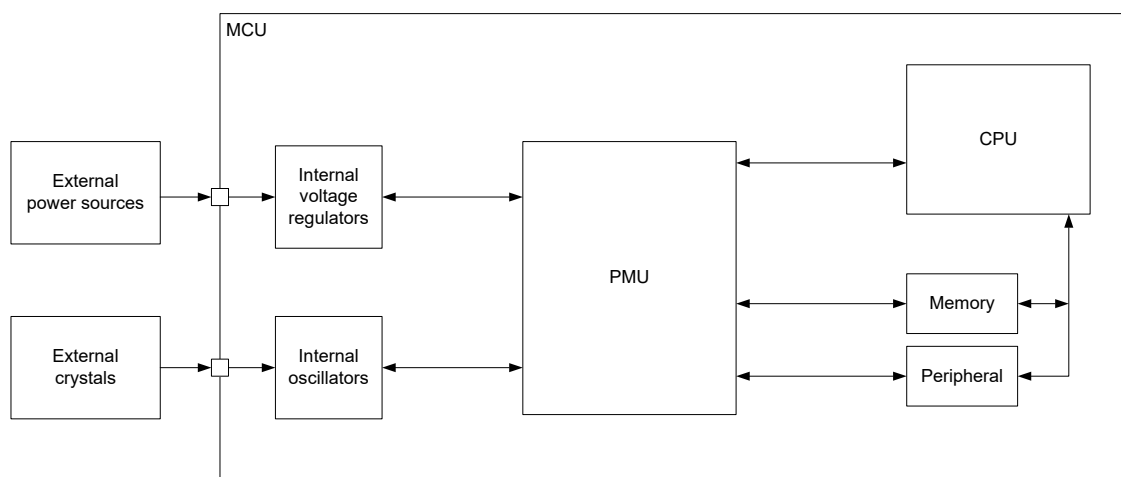 MCU
CPU
External
power sources
Internal
voltage
regulators
PMU
Memory
External
crystals
Internal
oscillators
Peripheral